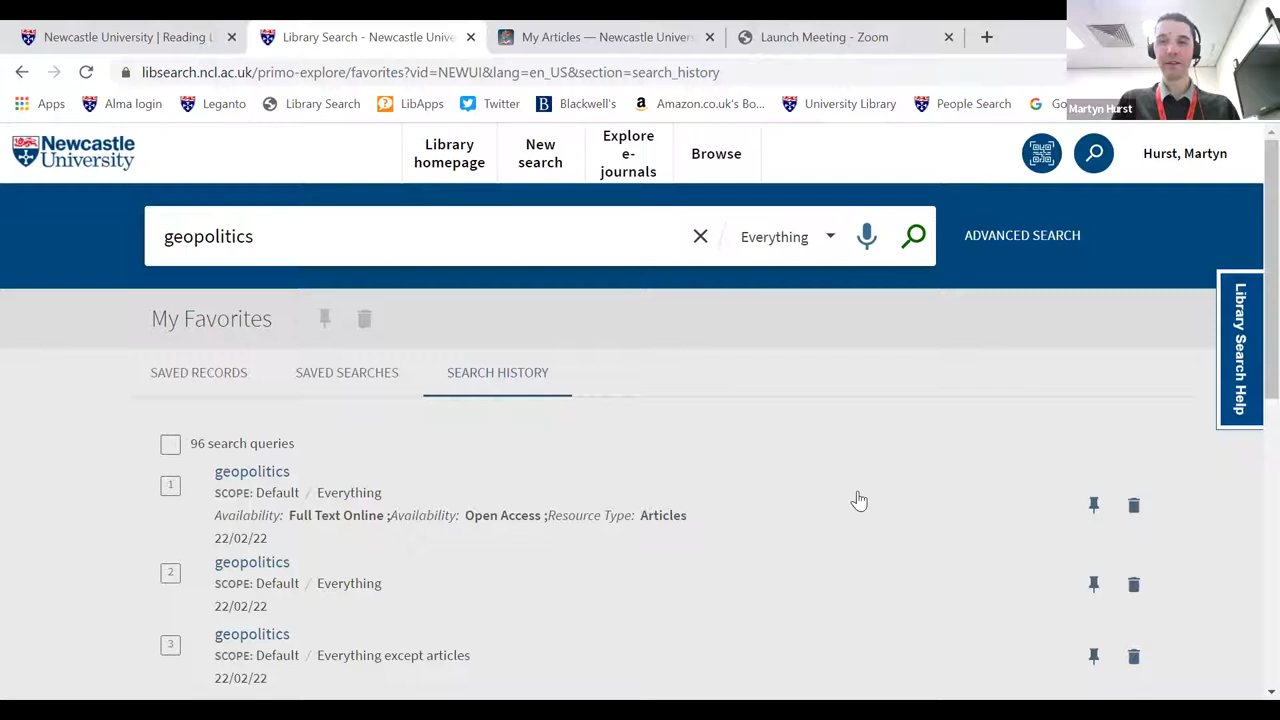 Newcastle University | Reading L
Library Search - Newcastle Unive
My Articles — Newcastle Univers
Launch Meeting - Zoom
libsearch.ncl.ac.uk/primo-explore/favorites?vid=NEWUI&lang=en_US&section=search_history
Apps
Alma login
Leganto
Library Search
LibApps
Twitter
Blackwell's
Amazon.co.uk's Bo...
University Library
People Search
Go
Martyn Hurst
Newcastle
University
Library
homepage
New
search
Explore
e-
journals
Browse
Hurst, Martyn
geopolitics
Everything
ADVANCED SEARCH
Library Search Help
My Favorites
SAVED RECORDS
SAVED SEARCHES
SEARCH HISTORY
96 search queries
1
geopolitics
SCOPE: Default / Everything
Availability: Full Text Online ;Availability: Open Access ;Resource Type: Articles
22/02/22
2
geopolitics
SCOPE: Default / Everything
22/02/22
3
geopolitics
SCOPE: Default / Everything except articles
22/02/22